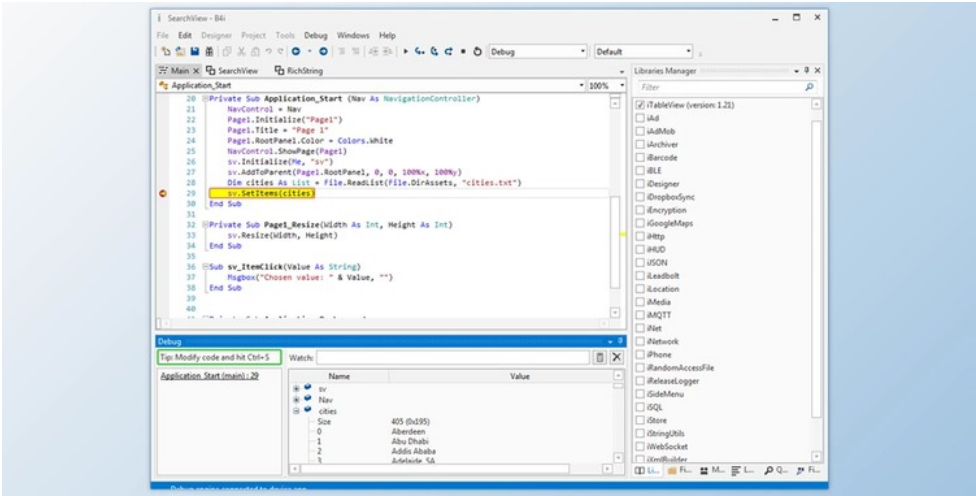 SearchView - B4i
File Edit Designer Project Tools Debug Windows Help
Debug Default
Main X SearchView RichString
Application_Start 100%
20 Private Sub Application_Start (Nav As NavigationController)
21 NavControl = Nav
22 Page1.Initialize("Page1")
23 Page1.Title = "Page 1"
24 Page1.RootPanel.Color = Colors.White
25 NavControl.ShowPage(Page1)
26 sv.Initialize(Me, "sv")
27 sv.AddToParent(Page1.RootPanel, 0, 0, 100%x, 100%y)
28 Dim cities As List = File.ReadList(File.DirAssets, "cities.txt")
29 sv.SetItems(cities)
30 End Sub
31
32 Private Sub Page1_Resize(Width As Int, Height As Int)
33 sv.Resize(Width, Height)
34 End Sub
35
36 Sub sv_ItemClick(Value As String)
37 Msgbox("Chosen value: " & Value, "")
38 End Sub
39
40
Debug
Tip: Modify code and hit Ctrl+S
Application_Start (main) : 29
Watch:
Name Value
sv
Nav
cities
Size 405 (0x195)
0 Aberdeen
1 Abu Dhabi
2 Addis Ababa
3 Adelaide, SA
Libraries Manager
Filter
iTableView (version: 1.21)
iAd
iAdMob
iArchiver
iBarcode
iBLE
iDesigner
iDropboxSync
iEncryption
iGoogleMaps
iHttp
iHUD
iJSON
iLeadbolt
iLocation
iMedia
iMQTT
iNet
iNetwork
iPhone
iRandomAccessFile
iReleaseLogger
iSideMenu
iSQL
iStore
iStringUtils
iWebSocket
iXmlBuilder
Li... Fi... M... L... Q... Fi...